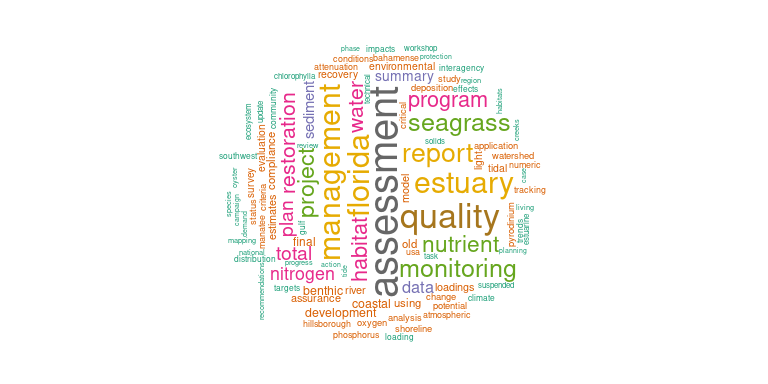 phase
impacts
workshop
conditions
bahamense
protection
attenuation
environmental
interagency
chlorophylla
recovery
summary
study
region
technical
deposition
effects
sediment
management
water
assessment
program
habitats
ecosystem
update
community
plan restoration
critical
seagrass
creeks
evaluation
compliance
review
florida
solids
application
southwest
project
report
light
watershed
tidal
numeric
case
oyster
survey
model
estuary
tracking
species
campaign
status
criteria
estimates
habitat
quality
living
demand
manatee
gulf
pyrodinium
trends
estuarine
mapping
final
old
nutrient
national
total
usa
planning
distribution
progress
action
task
nitrogen
tide
monitoring
recommendations
targets
benthic
river
data
loadings
suspended
assurance
coastal
using
change
climate
development
potential
hillsborough
oxygen
analysis
atmospheric
shoreline
phosphorus
loading